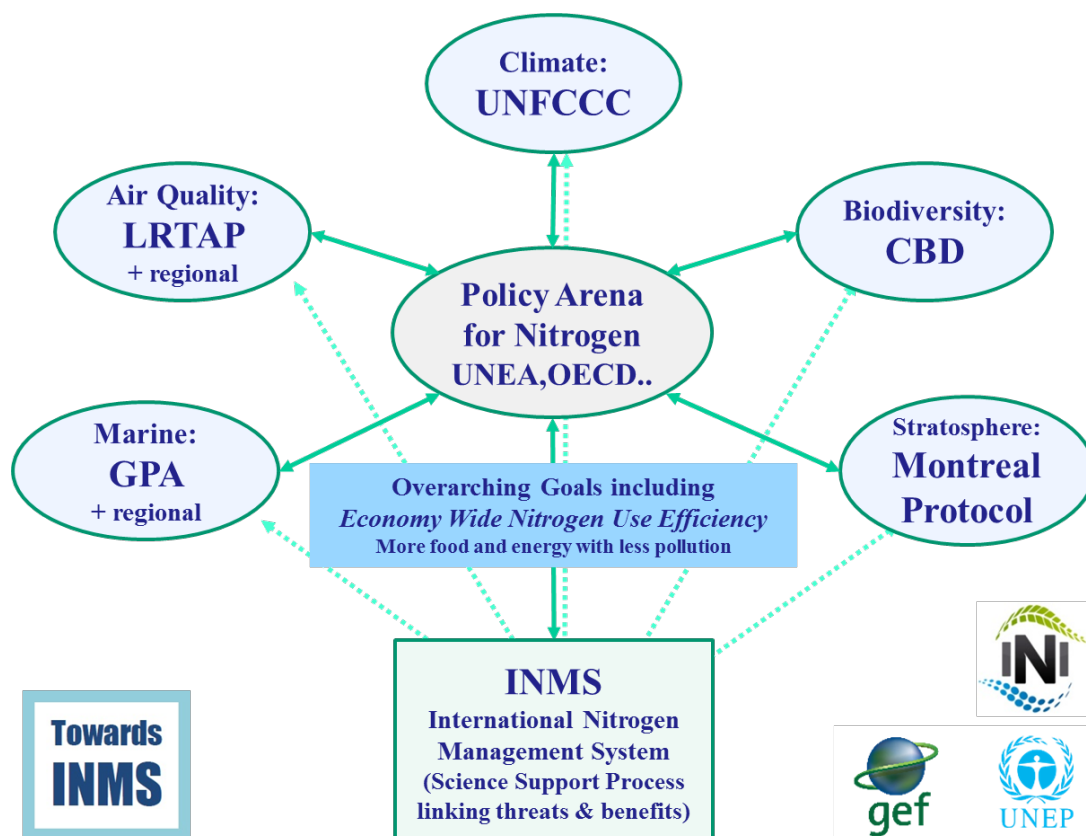 Climate:
UNFCCC
Air Quality:
LRTAP
+ regional
Biodiversity:
CBD
Policy Arena
for Nitrogen
UNEA,OECD..
Marine:
GPA
+ regional
Stratosphere:
Montreal
Protocol
Overarching Goals including
Economy Wide Nitrogen Use Efficiency
More food and energy with less pollution
INMS
International Nitrogen
Management System
(Science Support Process
linking threats & benefits)
Towards
INMS
INI
gef
UNEP